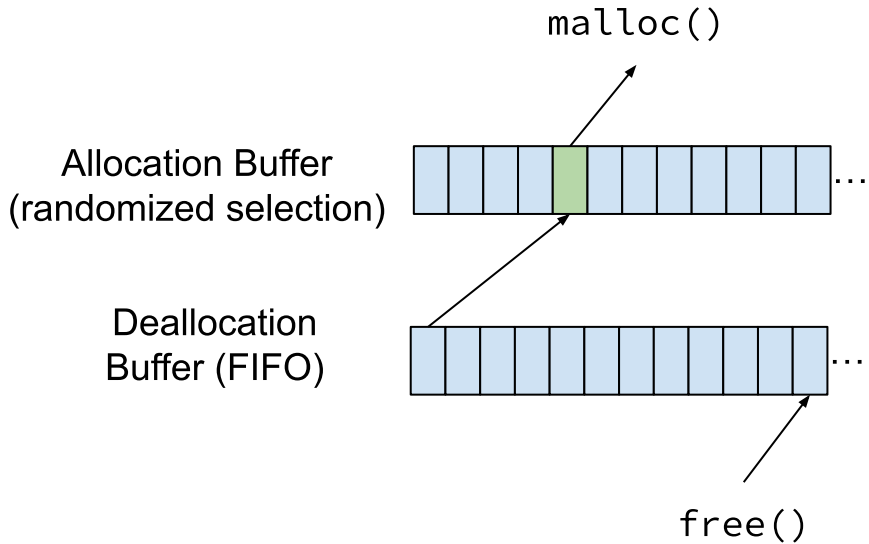 malloc()
Allocation Buffer
(randomized selection)
...
Deallocation
Buffer (FIFO)
...
free()